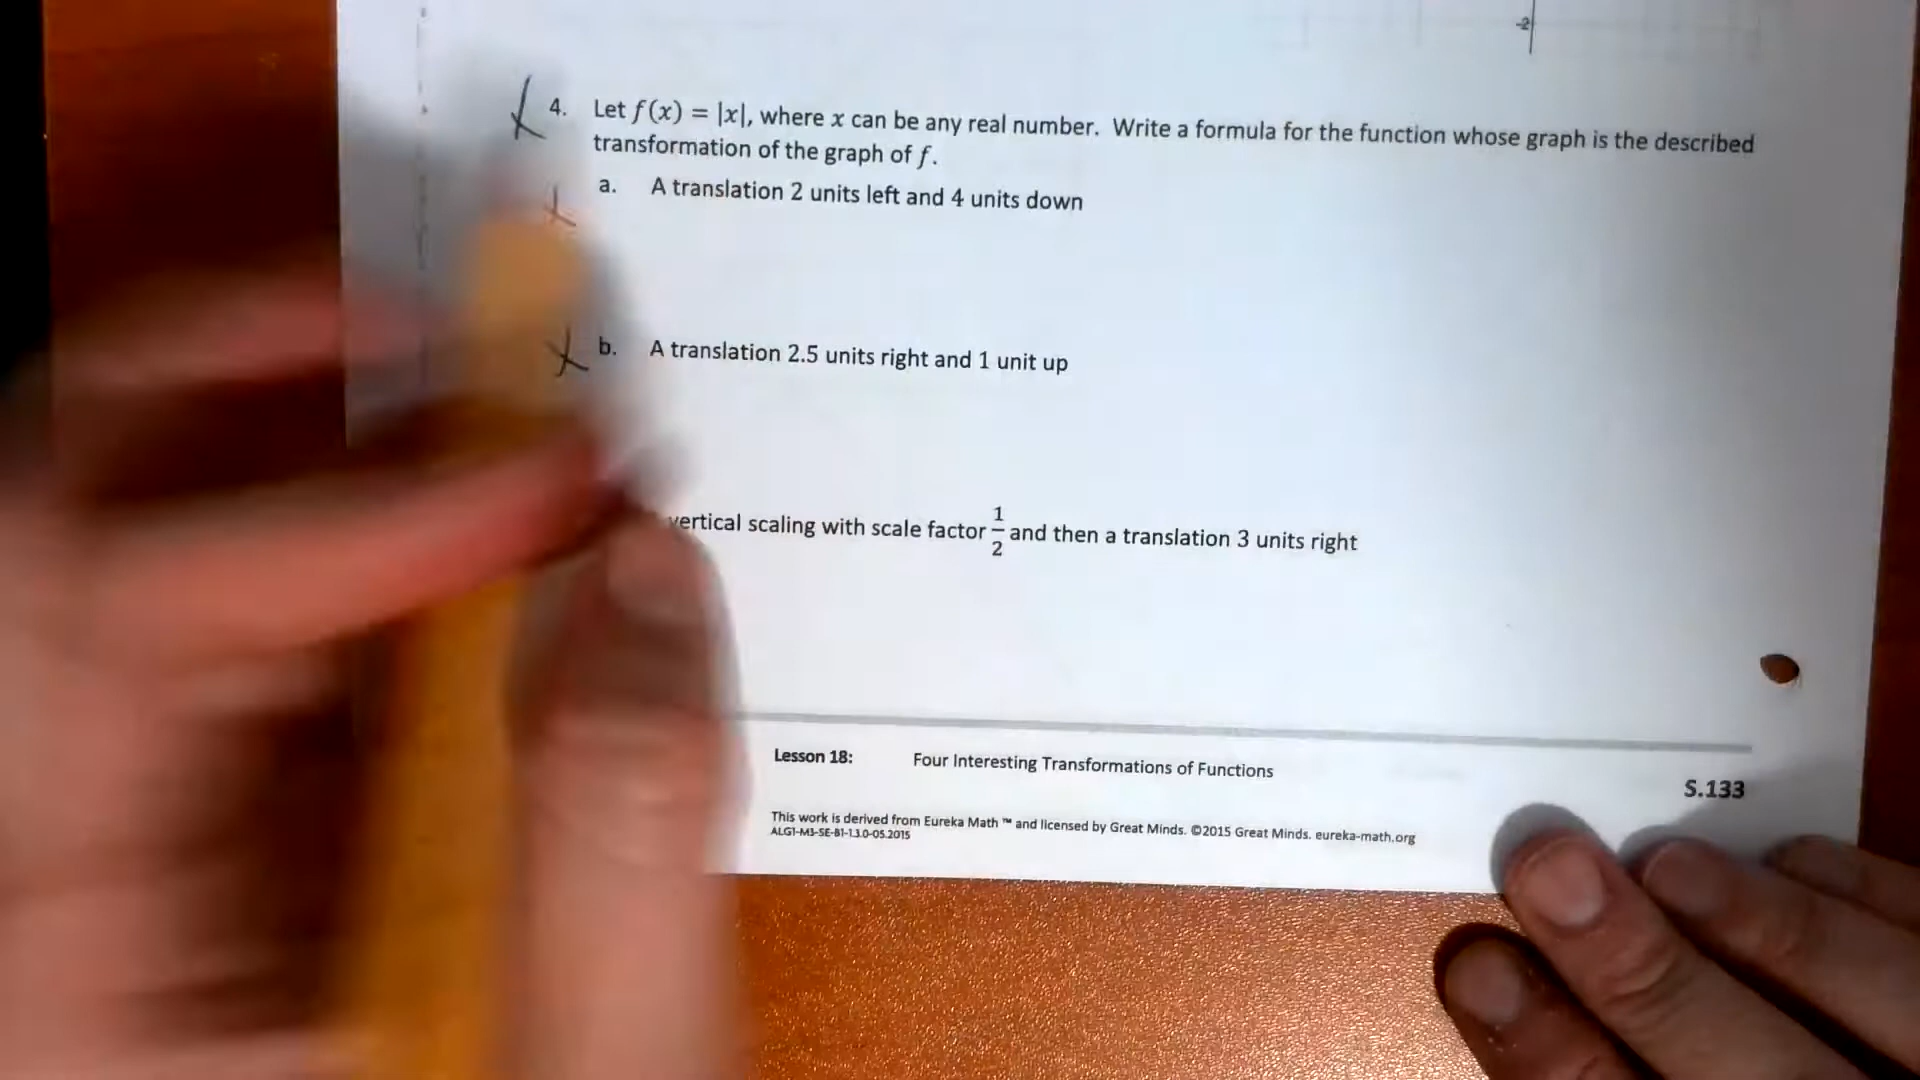 -2
4. Let f(x) = |x|, where x can be any real number. Write a formula for the function whose graph is the described
transformation of the graph of f.
a. A translation 2 units left and 4 units down
b. A translation 2.5 units right and 1 unit up
vertical scaling with scale factor 1/2 and then a translation 3 units right
Lesson 18: Four Interesting Transformations of Functions
S.133
This work is derived from Eureka Math ™ and licensed by Great Minds. ©2015 Great Minds. eureka-math.org
ALG1-M3-SE-B1-1.3.0-05.2015